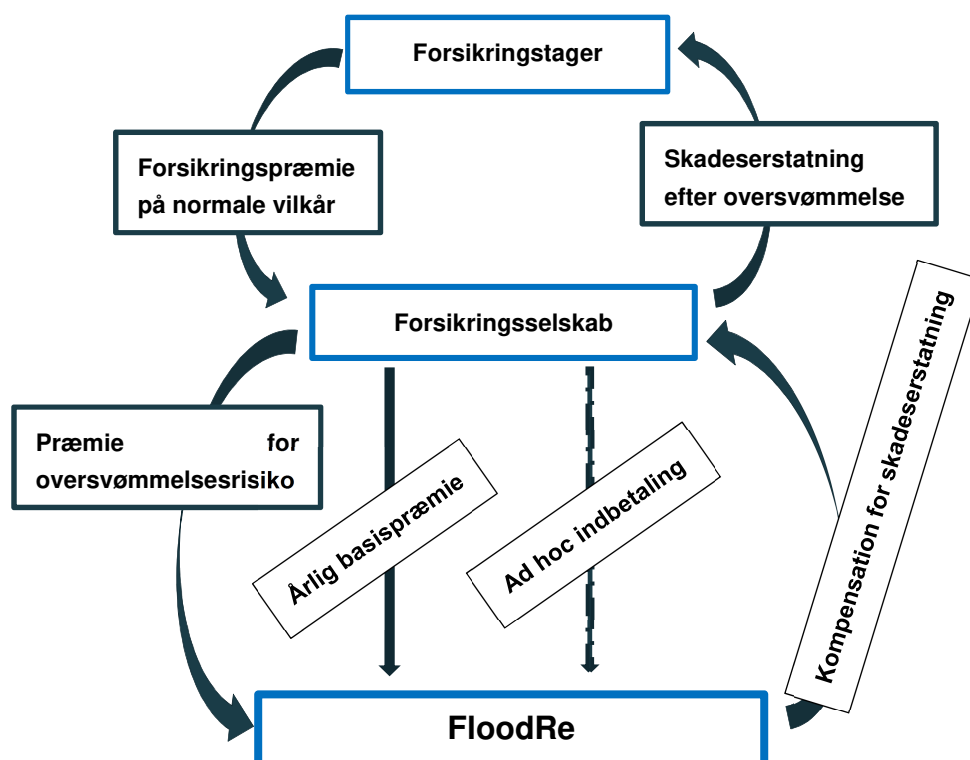 Forsikringstager
Forsikringspræmie
på normale vilkår
Skadeserstatning
efter oversvømmelse
Forsikringsselskab
Præmie for
oversvømmelsesrisiko
Årlig basispræmie
Ad hoc indbetaling
Kompensation for skadeserstatning
FloodRe